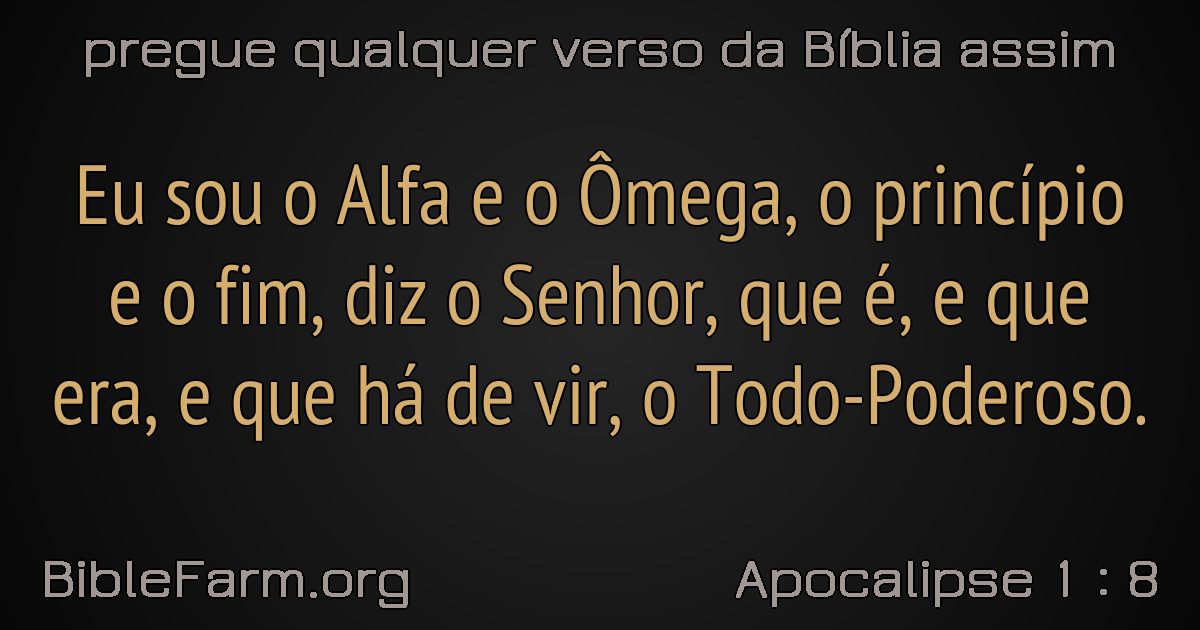 pregue qualquer verso da Bíblia assim
Eu sou o Alfa e o Ômega, o princípio
e o fim, diz o Senhor, que é, e que
era, e que há de vir, o Todo-Poderoso.
BibleFarm.org
Apocalipse 1 : 8